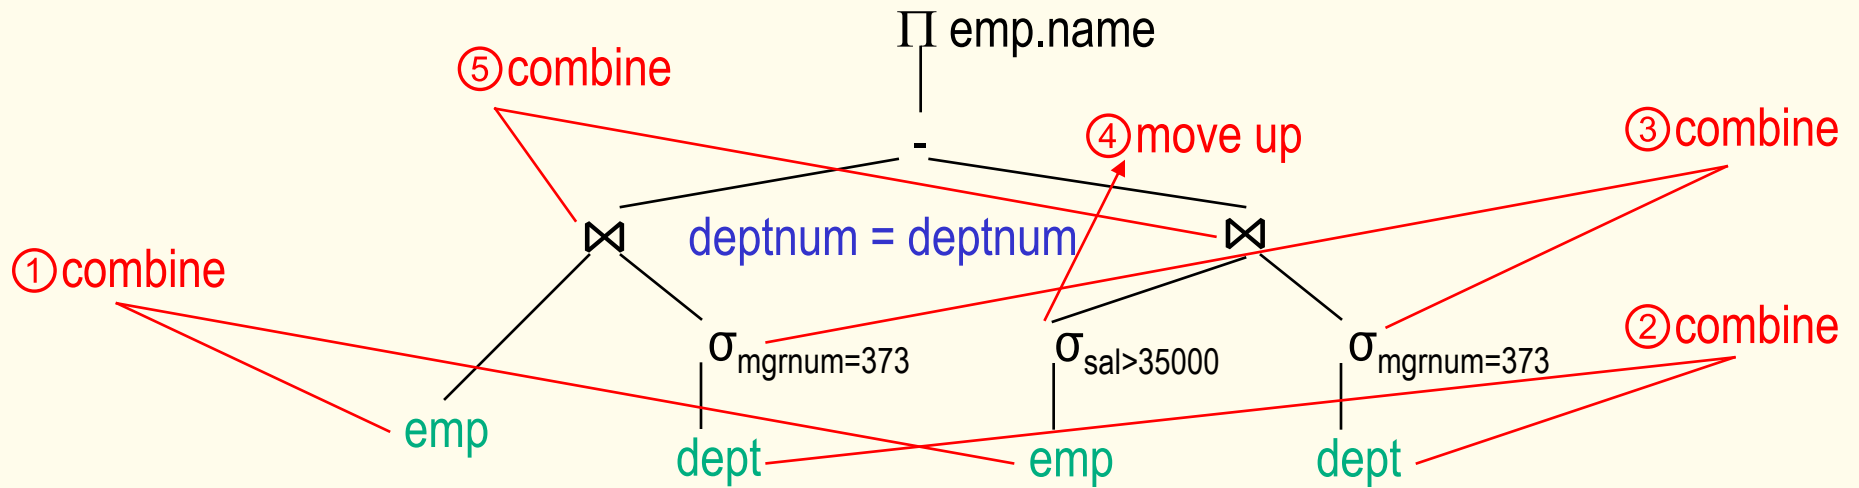 ∏ emp.name
⑤combine
-
④move up
③combine
⋈
deptnum = deptnum
⋈
①combine
σmgrnum=373
σsal>35000
σmgrnum=373
②combine
emp
dept
emp
dept